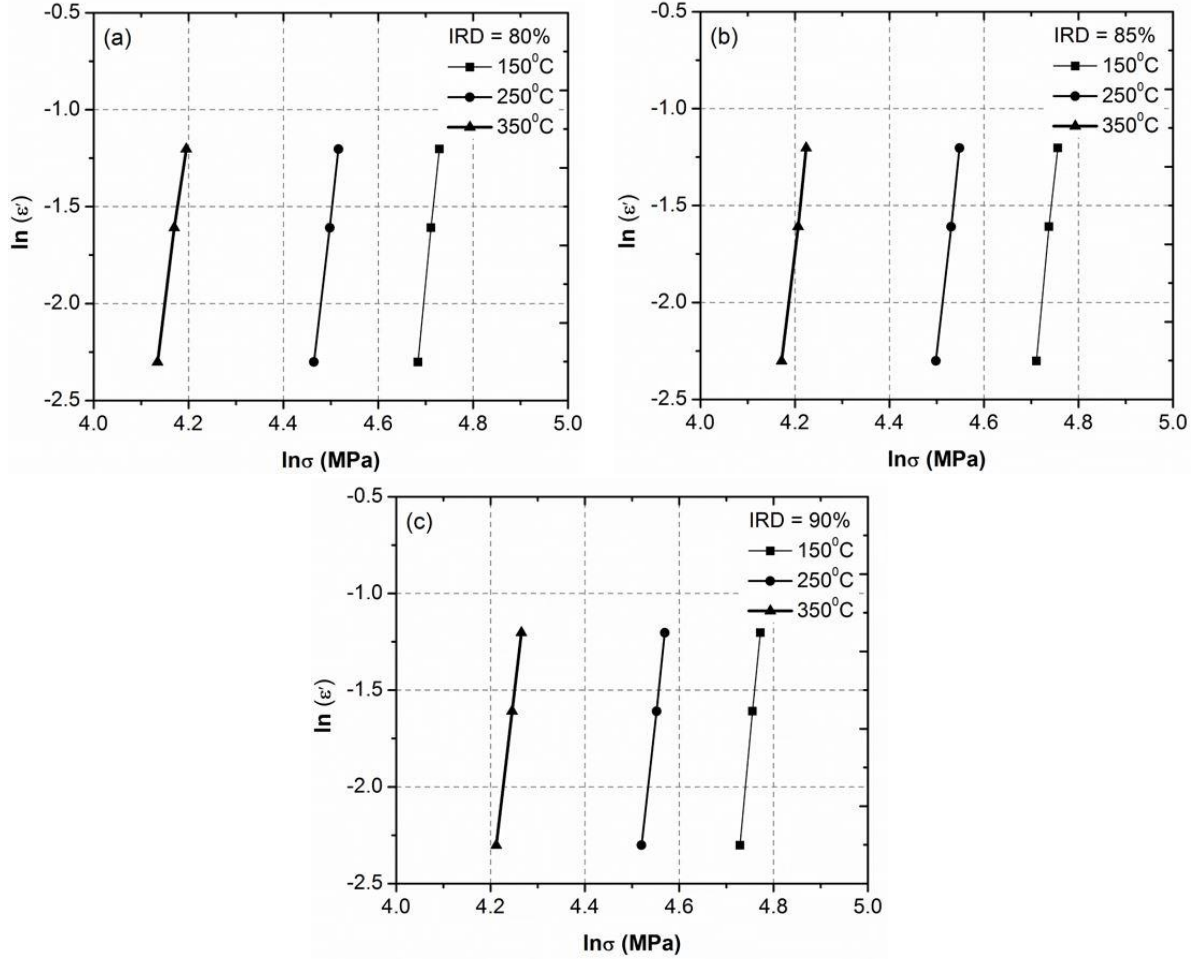 (a)
IRD = 80%
150⁰C
250⁰C
350⁰C
-0.5
-1.0
-1.5
-2.0
-2.5
ln (ε′)
4.0 4.2 4.4 4.6 4.8 5.0
lnσ (MPa)
(b)
IRD = 85%
150⁰C
250⁰C
350⁰C
-0.5
-1.0
-1.5
-2.0
-2.5
ln (ε′)
4.0 4.2 4.4 4.6 4.8 5.0
lnσ (MPa)
(c)
IRD = 90%
150⁰C
250⁰C
350⁰C
-0.5
-1.0
-1.5
-2.0
-2.5
ln (ε′)
4.0 4.2 4.4 4.6 4.8 5.0
lnσ (MPa)